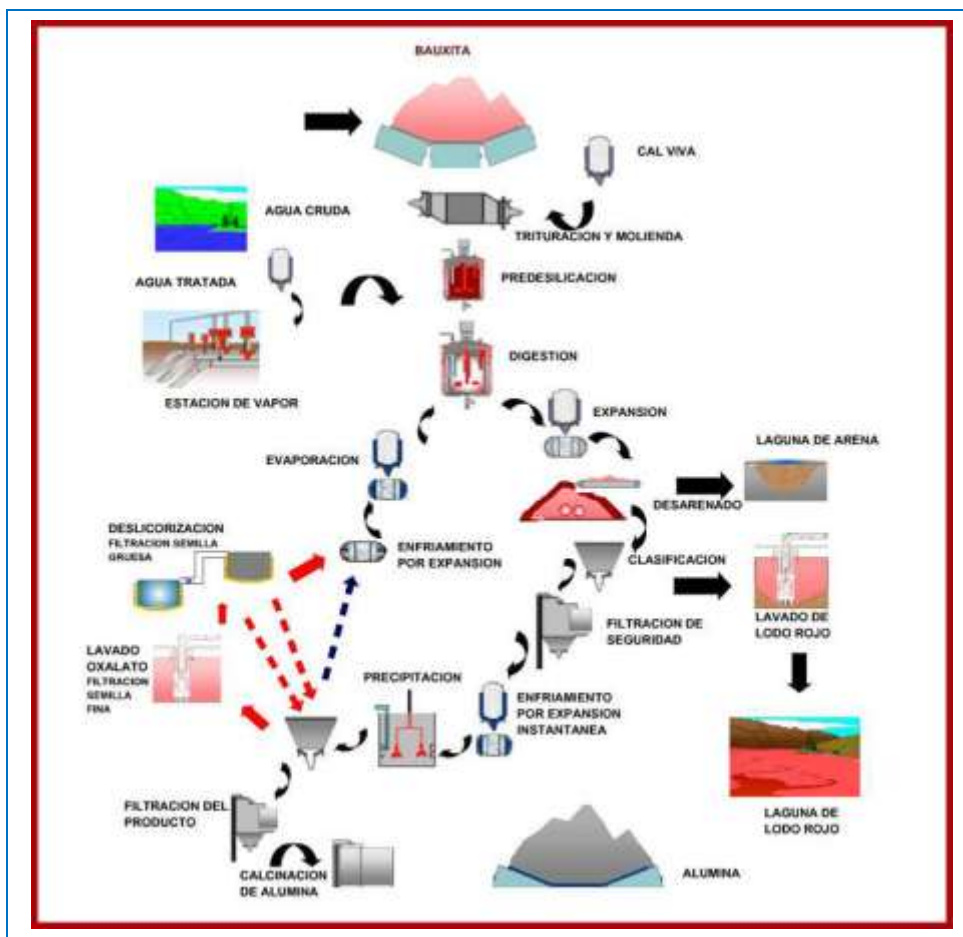 BAUXITA
CAL VIVA
AGUA CRUDA
TRITURACION Y MOLIENDA
AGUA TRATADA
PREDESILICACION
DIGESTION
ESTACION DE VAPOR
EXPANSION
LAGUNA DE ARENA
EVAPORACION
DESARENADO
DESLICORIZACION
FILTRACION SEMILLA
GRUESA
ENFRIAMIENTO
POR EXPANSION
CLASIFICACION
FILTRACION DE
SEGURIDAD
LAVADO DE
LODO ROJO
LAVADO
OXALATO
FILTRACION
SEMILLA
FINA
PRECIPITACION
ENFRIAMIENTO
POR EXPANSION
INSTANTANEA
FILTRACION DEL
PRODUCTO
LAGUNA DE
LODO ROJO
CALCINACION
DE ALUMINA
ALUMINA